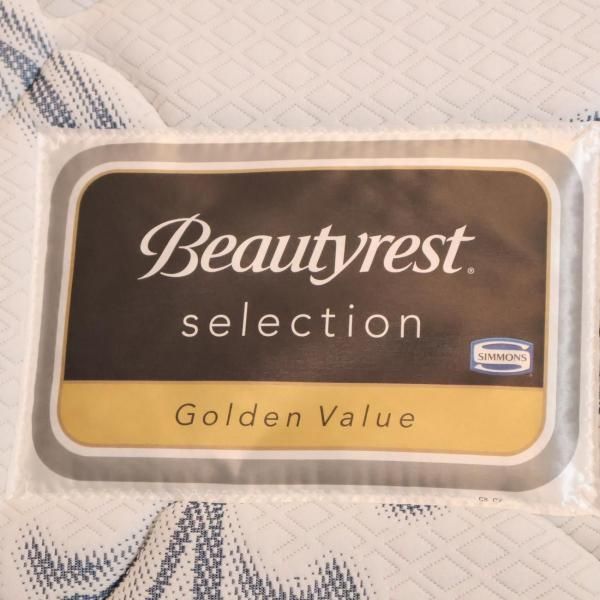 Beautyrest®
selection
SIMMONS
Golden Value